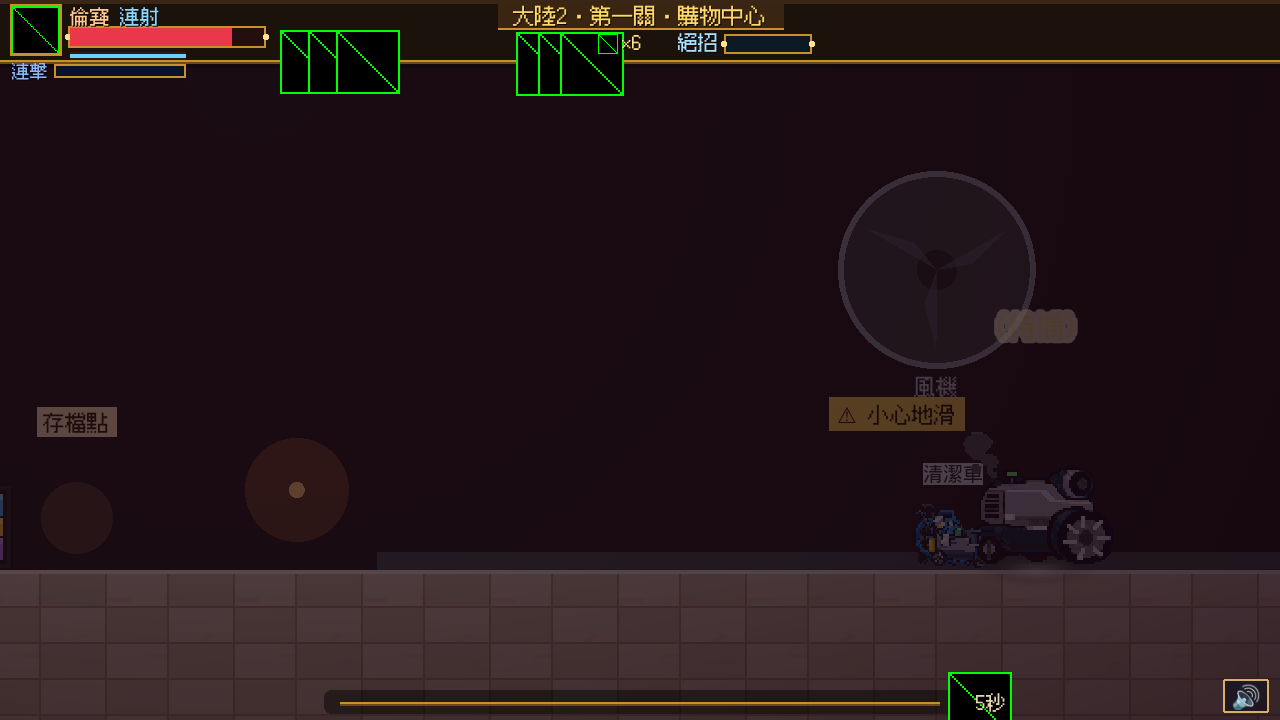 倫寶 連射
大陸2·第一關·購物中心
×6
絕招
連擊
風機
⚠ 小心地滑
存檔點
清潔車
5秒